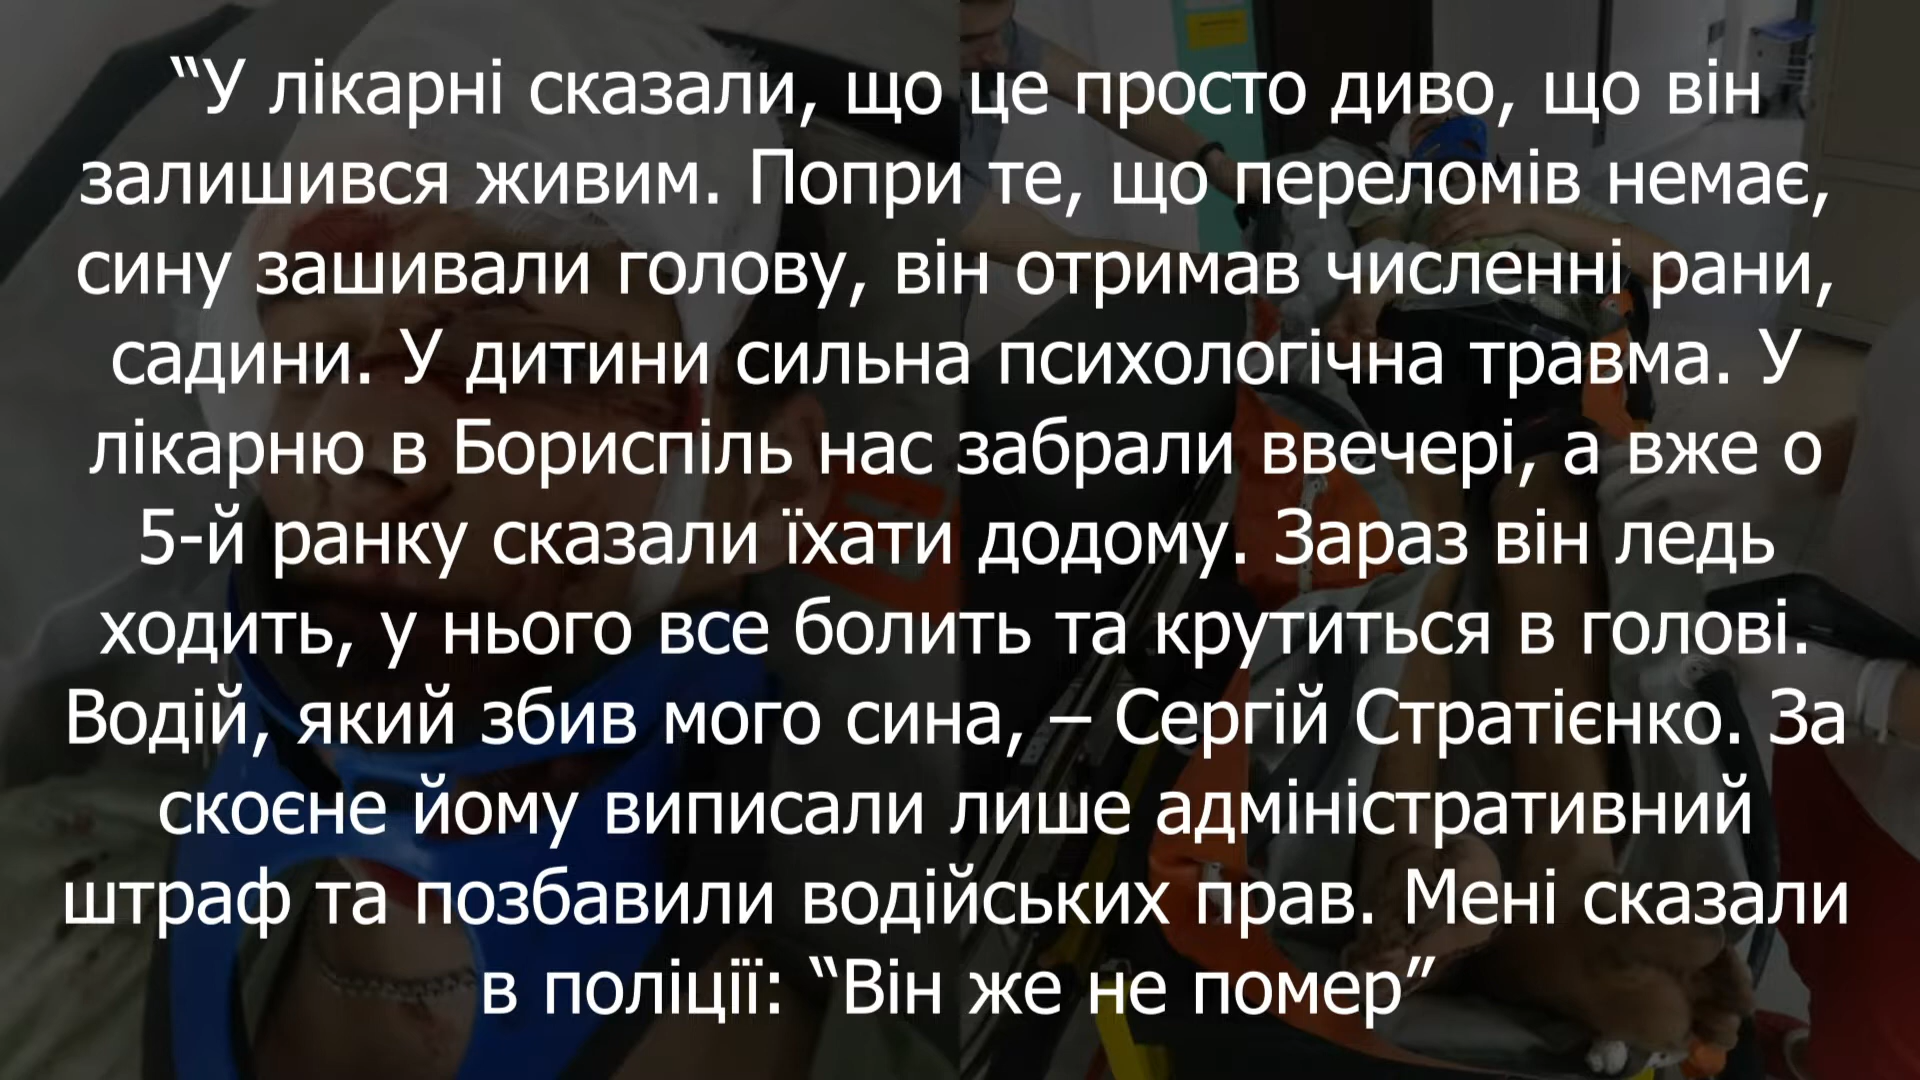 “У лікарні сказали, що це просто диво, що він
залишився живим. Попри те, що переломів немає,
сину зашивали голову, він отримав численні рани,
садини. У дитини сильна психологічна травма. У
лікарню в Бориспіль нас забрали ввечері, а вже о
5-й ранку сказали їхати додому. Зараз він ледь
ходить, у нього все болить та крутиться в голові.
Водій, який збив мого сина, – Сергій Стратієнко. За
скоєне йому виписали лише адміністративний
штраф та позбавили водійських прав. Мені сказали
в поліції: “Він же не помер”